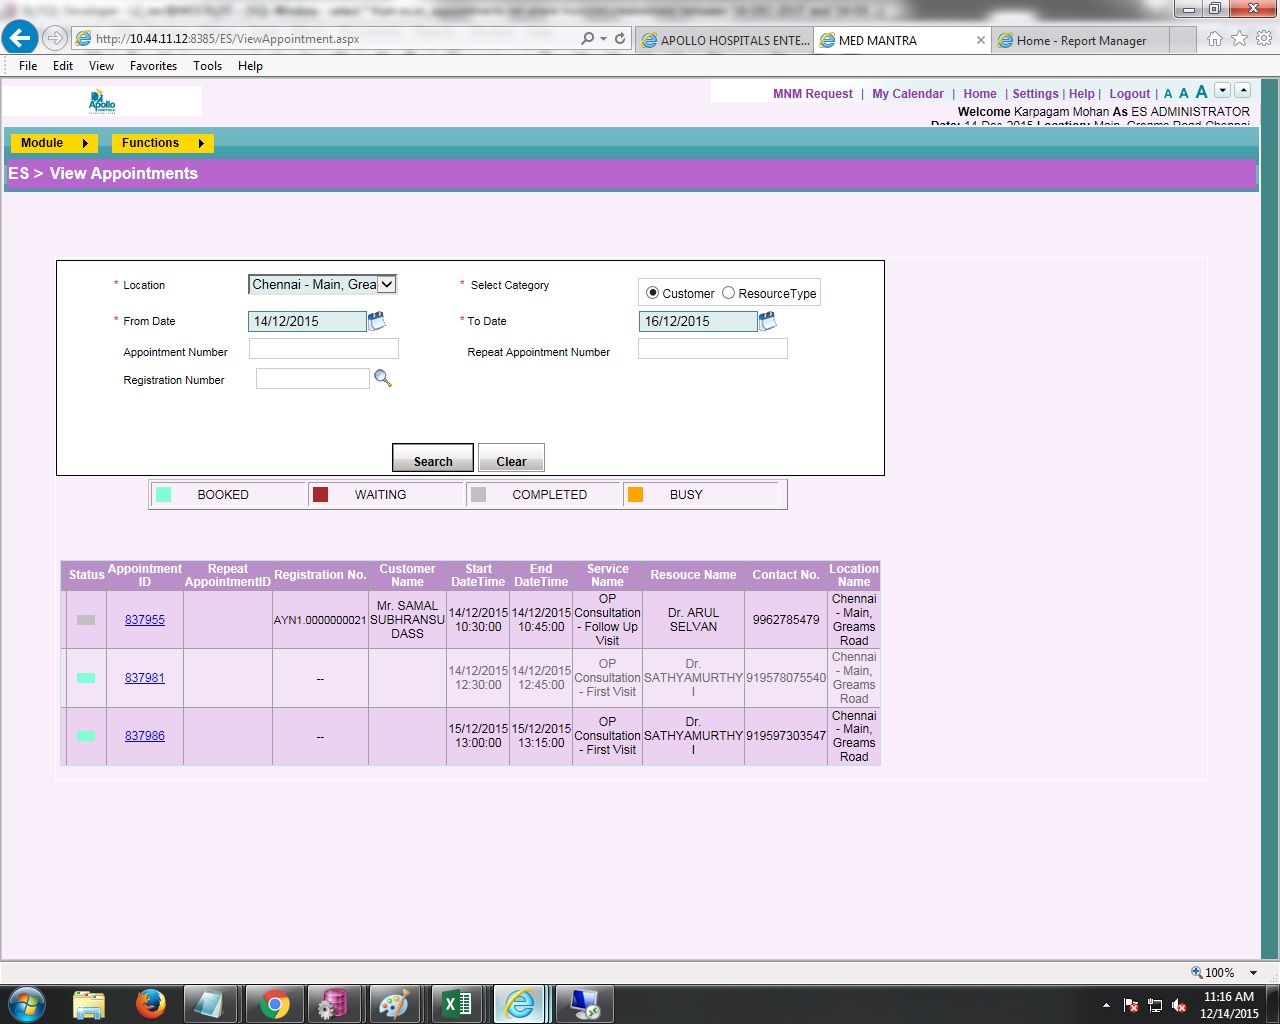 http://10.44.11.12:8385/ES/ViewAppointment.aspx
APOLLO HOSPITALS ENTE...
MED MANTRA
Home - Report Manager
File Edit View Favorites Tools Help
Apollo
MNM Request | My Calendar | Home | Settings | Help | Logout | A A A
Welcome Karpagam Mohan As ES ADMINISTRATOR
Date: 14-Dec-2015 Location: Main, Greams Road, Chennai
Module Functions
ES > View Appointments
* Location Chennai - Main, Grea * Select Category Customer ResourceType
* From Date 14/12/2015 * To Date 16/12/2015
Appointment Number Repeat Appointment Number
Registration Number
Search Clear
BOOKED WAITING COMPLETED BUSY
Status Appointment ID Repeat AppointmentID Registration No. Customer Name Start DateTime End DateTime Service Name Resouce Name Contact No. Location Name
837955 AYN1.0000000021 Mr. SAMAL SUBHRANSU DASS 14/12/2015 10:30:00 14/12/2015 10:45:00 OP Consultation - Follow Up Visit Dr. ARUL SELVAN 9962785479 Chennai - Main, Greams Road
837981 -- 14/12/2015 12:30:00 14/12/2015 12:45:00 OP Consultation - First Visit Dr. SATHYAMURTHY I 919578075540 Chennai - Main, Greams Road
837986 -- 15/12/2015 13:00:00 15/12/2015 13:15:00 OP Consultation - First Visit Dr. SATHYAMURTHY I 919597303547 Chennai - Main, Greams Road
100%
11:16 AM
12/14/2015